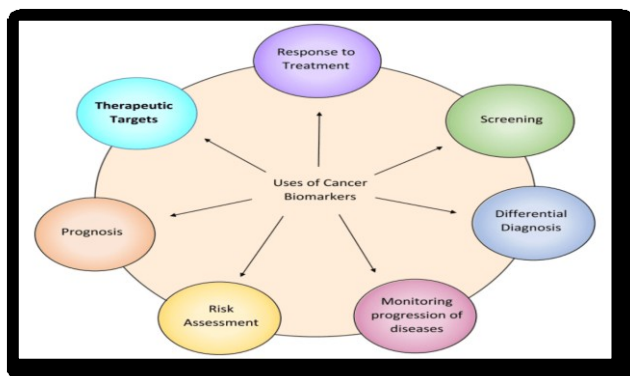 Response to
Treatment
Therapeutic
Targets
Screening
Uses of Cancer
Biomarkers
Prognosis
Differential
Diagnosis
Risk
Assessment
Monitoring
progression of
diseases